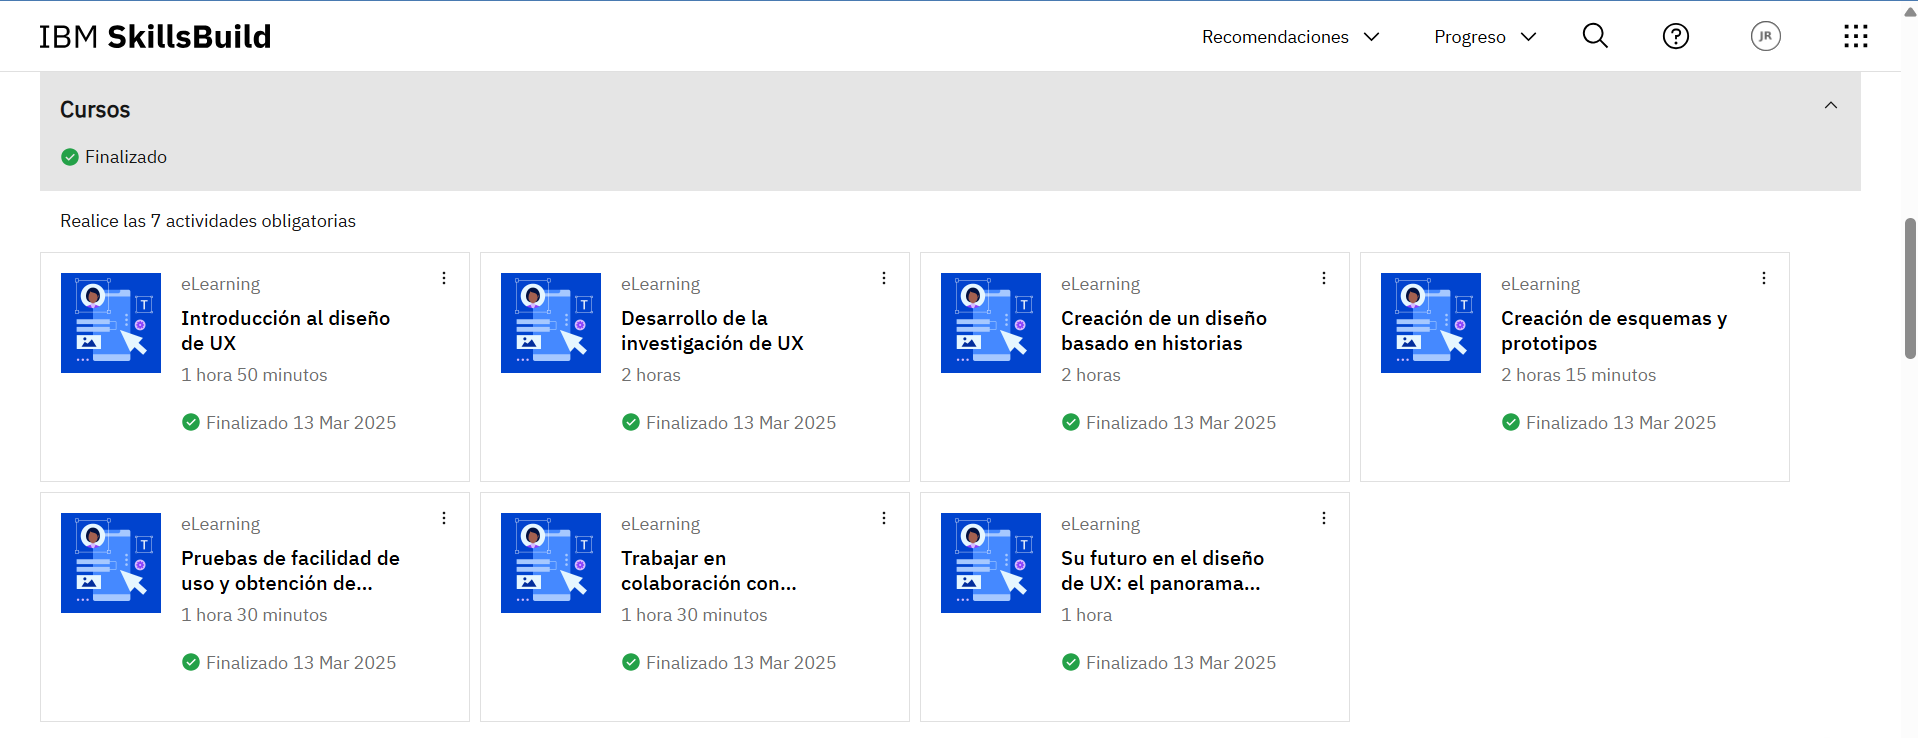 IBM SkillsBuild
Recomendaciones
Progreso
JR
Cursos
Finalizado
Realice las 7 actividades obligatorias
eLearning
Introducción al diseño
de UX
1 hora 50 minutos
Finalizado 13 Mar 2025
eLearning
Desarrollo de la
investigación de UX
2 horas
Finalizado 13 Mar 2025
eLearning
Creación de un diseño
basado en historias
2 horas
Finalizado 13 Mar 2025
eLearning
Creación de esquemas y
prototipos
2 horas 15 minutos
Finalizado 13 Mar 2025
eLearning
Pruebas de facilidad de
uso y obtención de...
1 hora 30 minutos
Finalizado 13 Mar 2025
eLearning
Trabajar en
colaboración con...
1 hora 30 minutos
Finalizado 13 Mar 2025
eLearning
Su futuro en el diseño
de UX: el panorama...
1 hora
Finalizado 13 Mar 2025
T
T
T
T
T
T
T